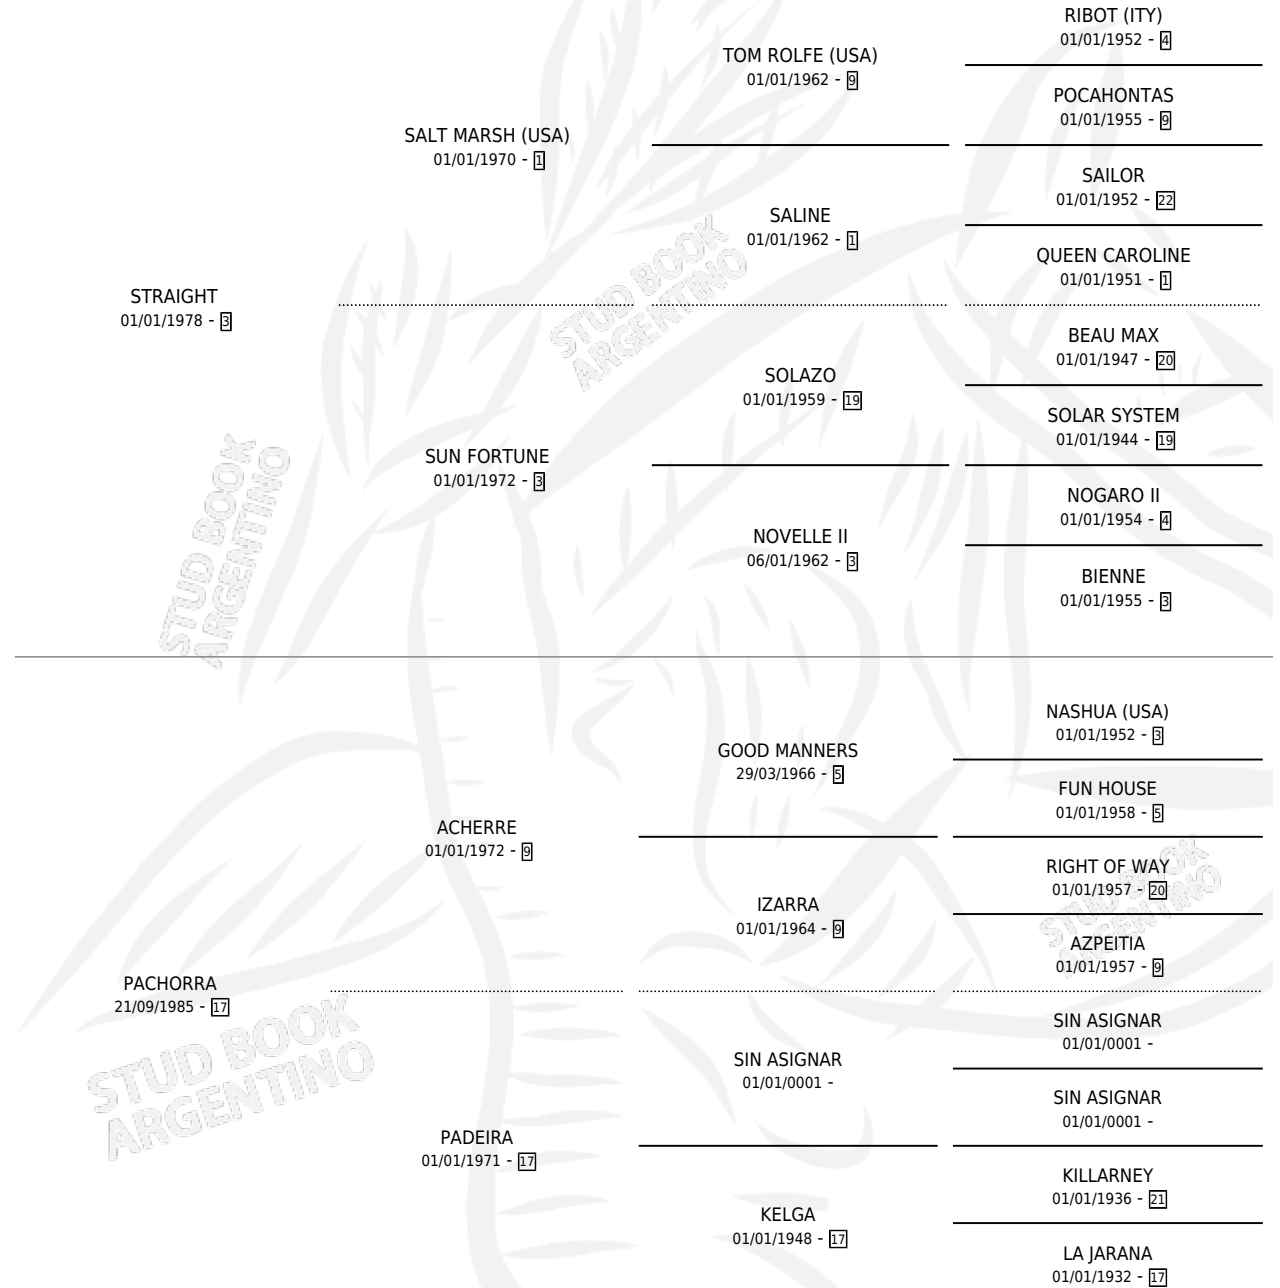 RIBOT (ITY)
01/01/1952 - 4
TOM ROLFE (USA)
01/01/1962 - 9
POCAHONTAS
01/01/1955 - 9
SALT MARSH (USA)
01/01/1970 - 1
SAILOR
01/01/1952 - 22
SALINE
01/01/1962 - 1
QUEEN CAROLINE
01/01/1951 - 1
STRAIGHT
01/01/1978 - 3
BEAU MAX
01/01/1947 - 20
SOLAZO
01/01/1959 - 19
SOLAR SYSTEM
01/01/1944 - 19
SUN FORTUNE
01/01/1972 - 3
NOGARO II
01/01/1954 - 4
NOVELLE II
06/01/1962 - 3
BIENNE
01/01/1955 - 3
NASHUA (USA)
01/01/1952 - 3
GOOD MANNERS
29/03/1966 - 5
FUN HOUSE
01/01/1958 - 5
ACHERRE
01/01/1972 - 9
RIGHT OF WAY
01/01/1957 - 20
IZARRA
01/01/1964 - 9
AZPEITIA
01/01/1957 - 9
PACHORRA
21/09/1985 - 17
SIN ASIGNAR
01/01/0001 -
SIN ASIGNAR
01/01/0001 -
SIN ASIGNAR
01/01/0001 -
PADEIRA
01/01/1971 - 17
KILLARNEY
01/01/1936 - 21
KELGA
01/01/1948 - 17
LA JARANA
01/01/1932 - 17
STUD BOOK
ARGENTINO
STUD BOOK
ARGENTINO
STUD BOOK
ARGENTINO
STUD BOOK
ARGENTINO